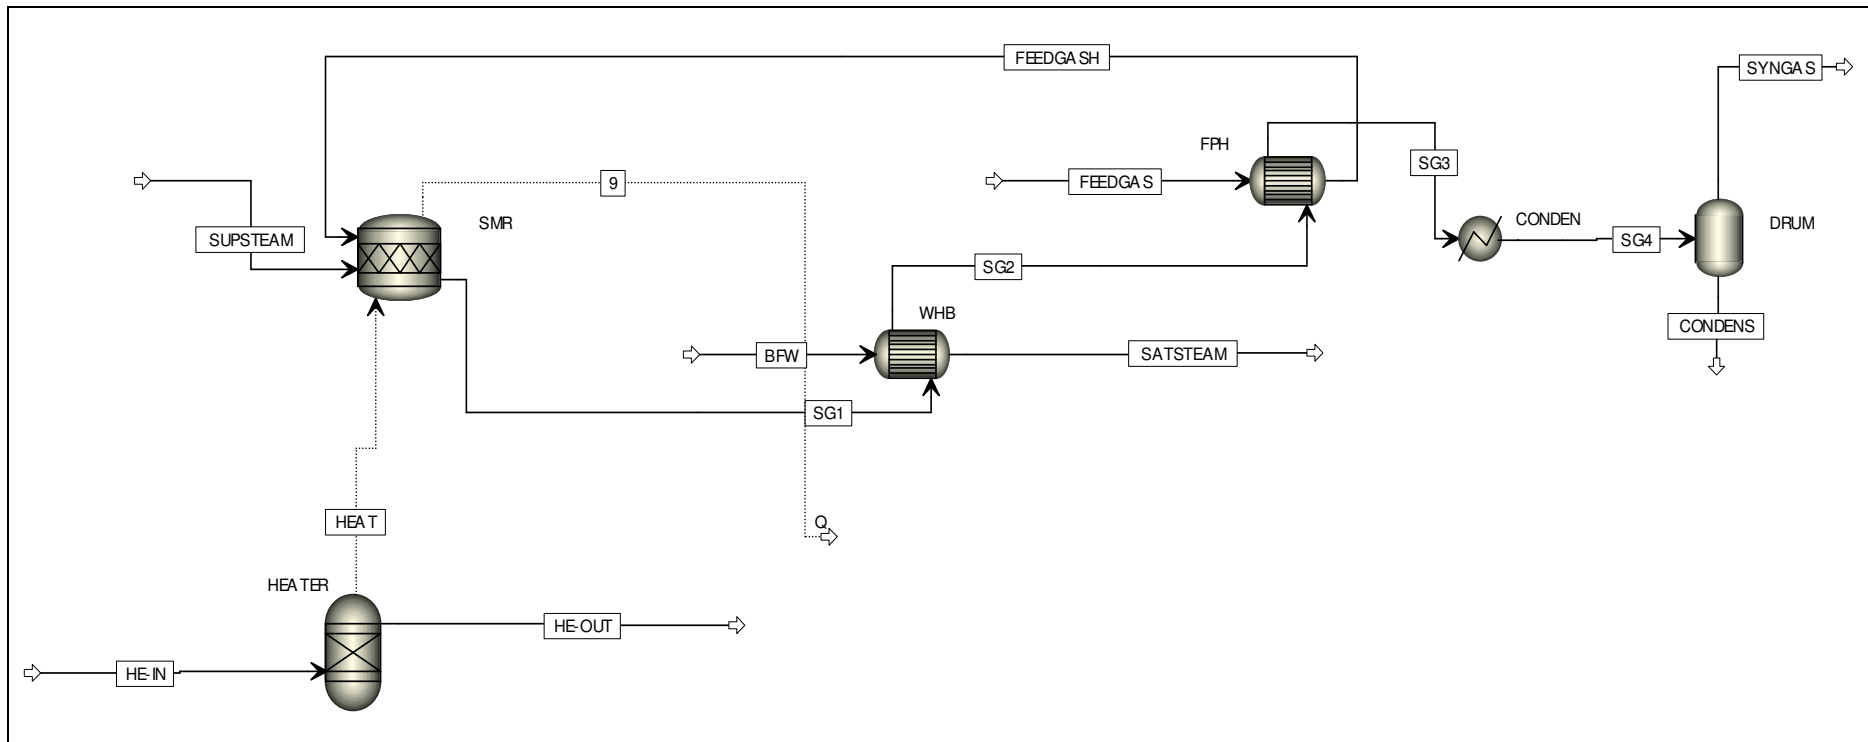 FEEDGASH
SYNGAS
FPH
SG3
9
FEEDGAS
SMR
CONDEN
DRUM
SUPSTEAM
SG4
SG2
WHB
CONDENS
BFW
SATSTEAM
SG1
HEAT
Q
HEATER
HE-OUT
HE-IN